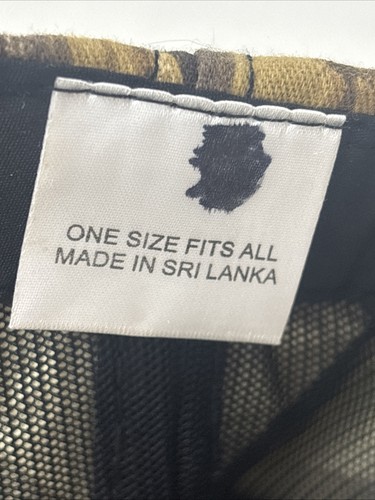 ONE SIZE FITS ALL
MADE IN SRI LANKA